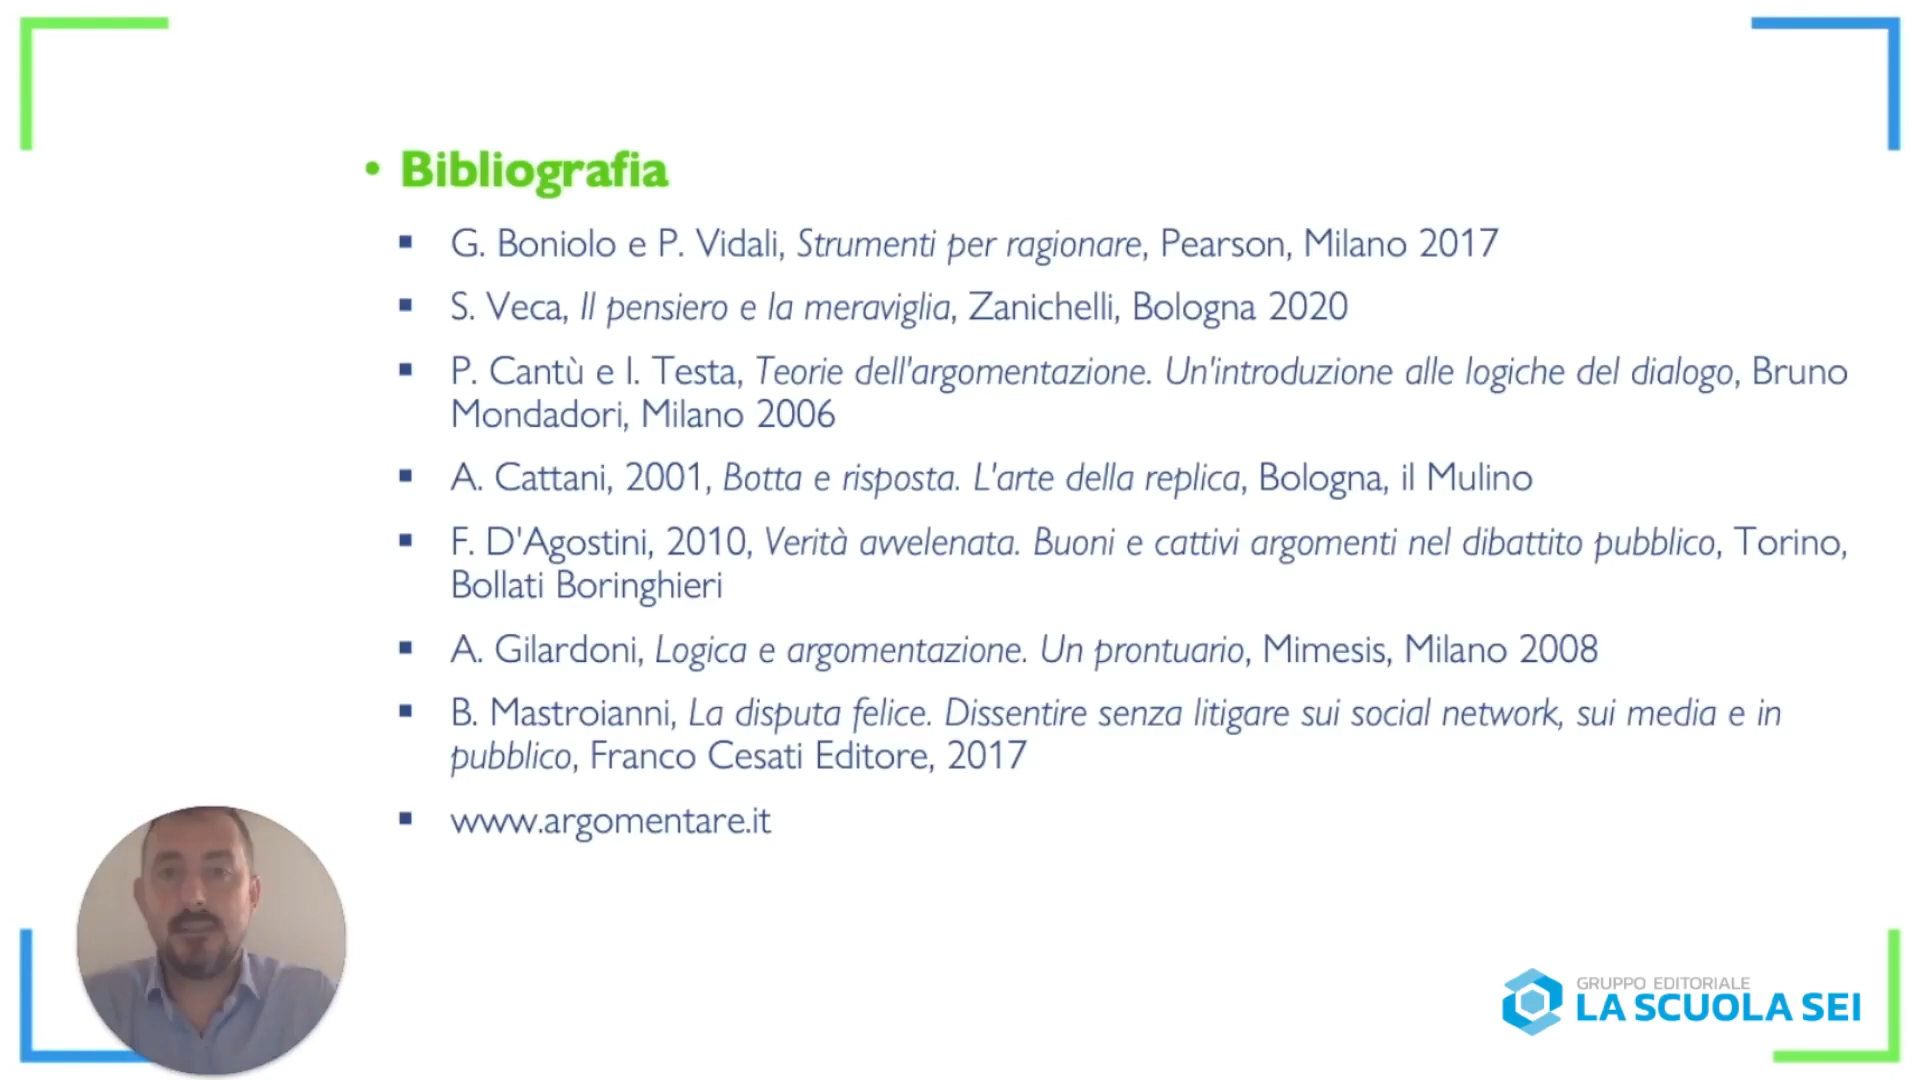 • Bibliografia
▪ G. Boniolo e P. Vidali, Strumenti per ragionare, Pearson, Milano 2017
▪ S. Veca, Il pensiero e la meraviglia, Zanichelli, Bologna 2020
▪ P. Cantù e I. Testa, Teorie dell'argomentazione. Un'introduzione alle logiche del dialogo, Bruno
Mondadori, Milano 2006
▪ A. Cattani, 2001, Botta e risposta. L'arte della replica, Bologna, il Mulino
▪ F. D'Agostini, 2010, Verità avvelenata. Buoni e cattivi argomenti nel dibattito pubblico, Torino,
Bollati Boringhieri
▪ A. Gilardoni, Logica e argomentazione. Un prontuario, Mimesis, Milano 2008
▪ B. Mastroianni, La disputa felice. Dissentire senza litigare sui social network, sui media e in
pubblico, Franco Cesati Editore, 2017
▪ www.argomentare.it
GRUPPO EDITORIALE
LA SCUOLA SEI